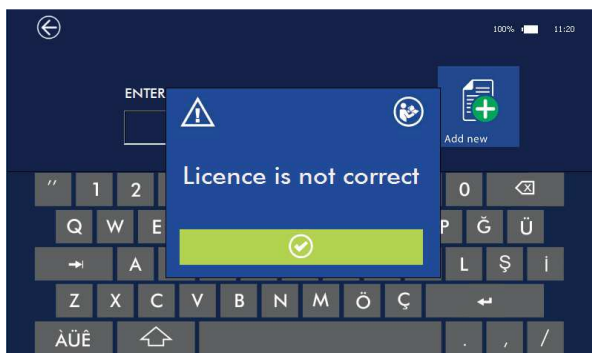 100% 11:20
ENTER
Add new
Licence is not correct
" 1 2 0
Q W E P Ğ Ü
A L Ş İ
Z X C V B N M Ö Ç
ÀÜÊ . , /